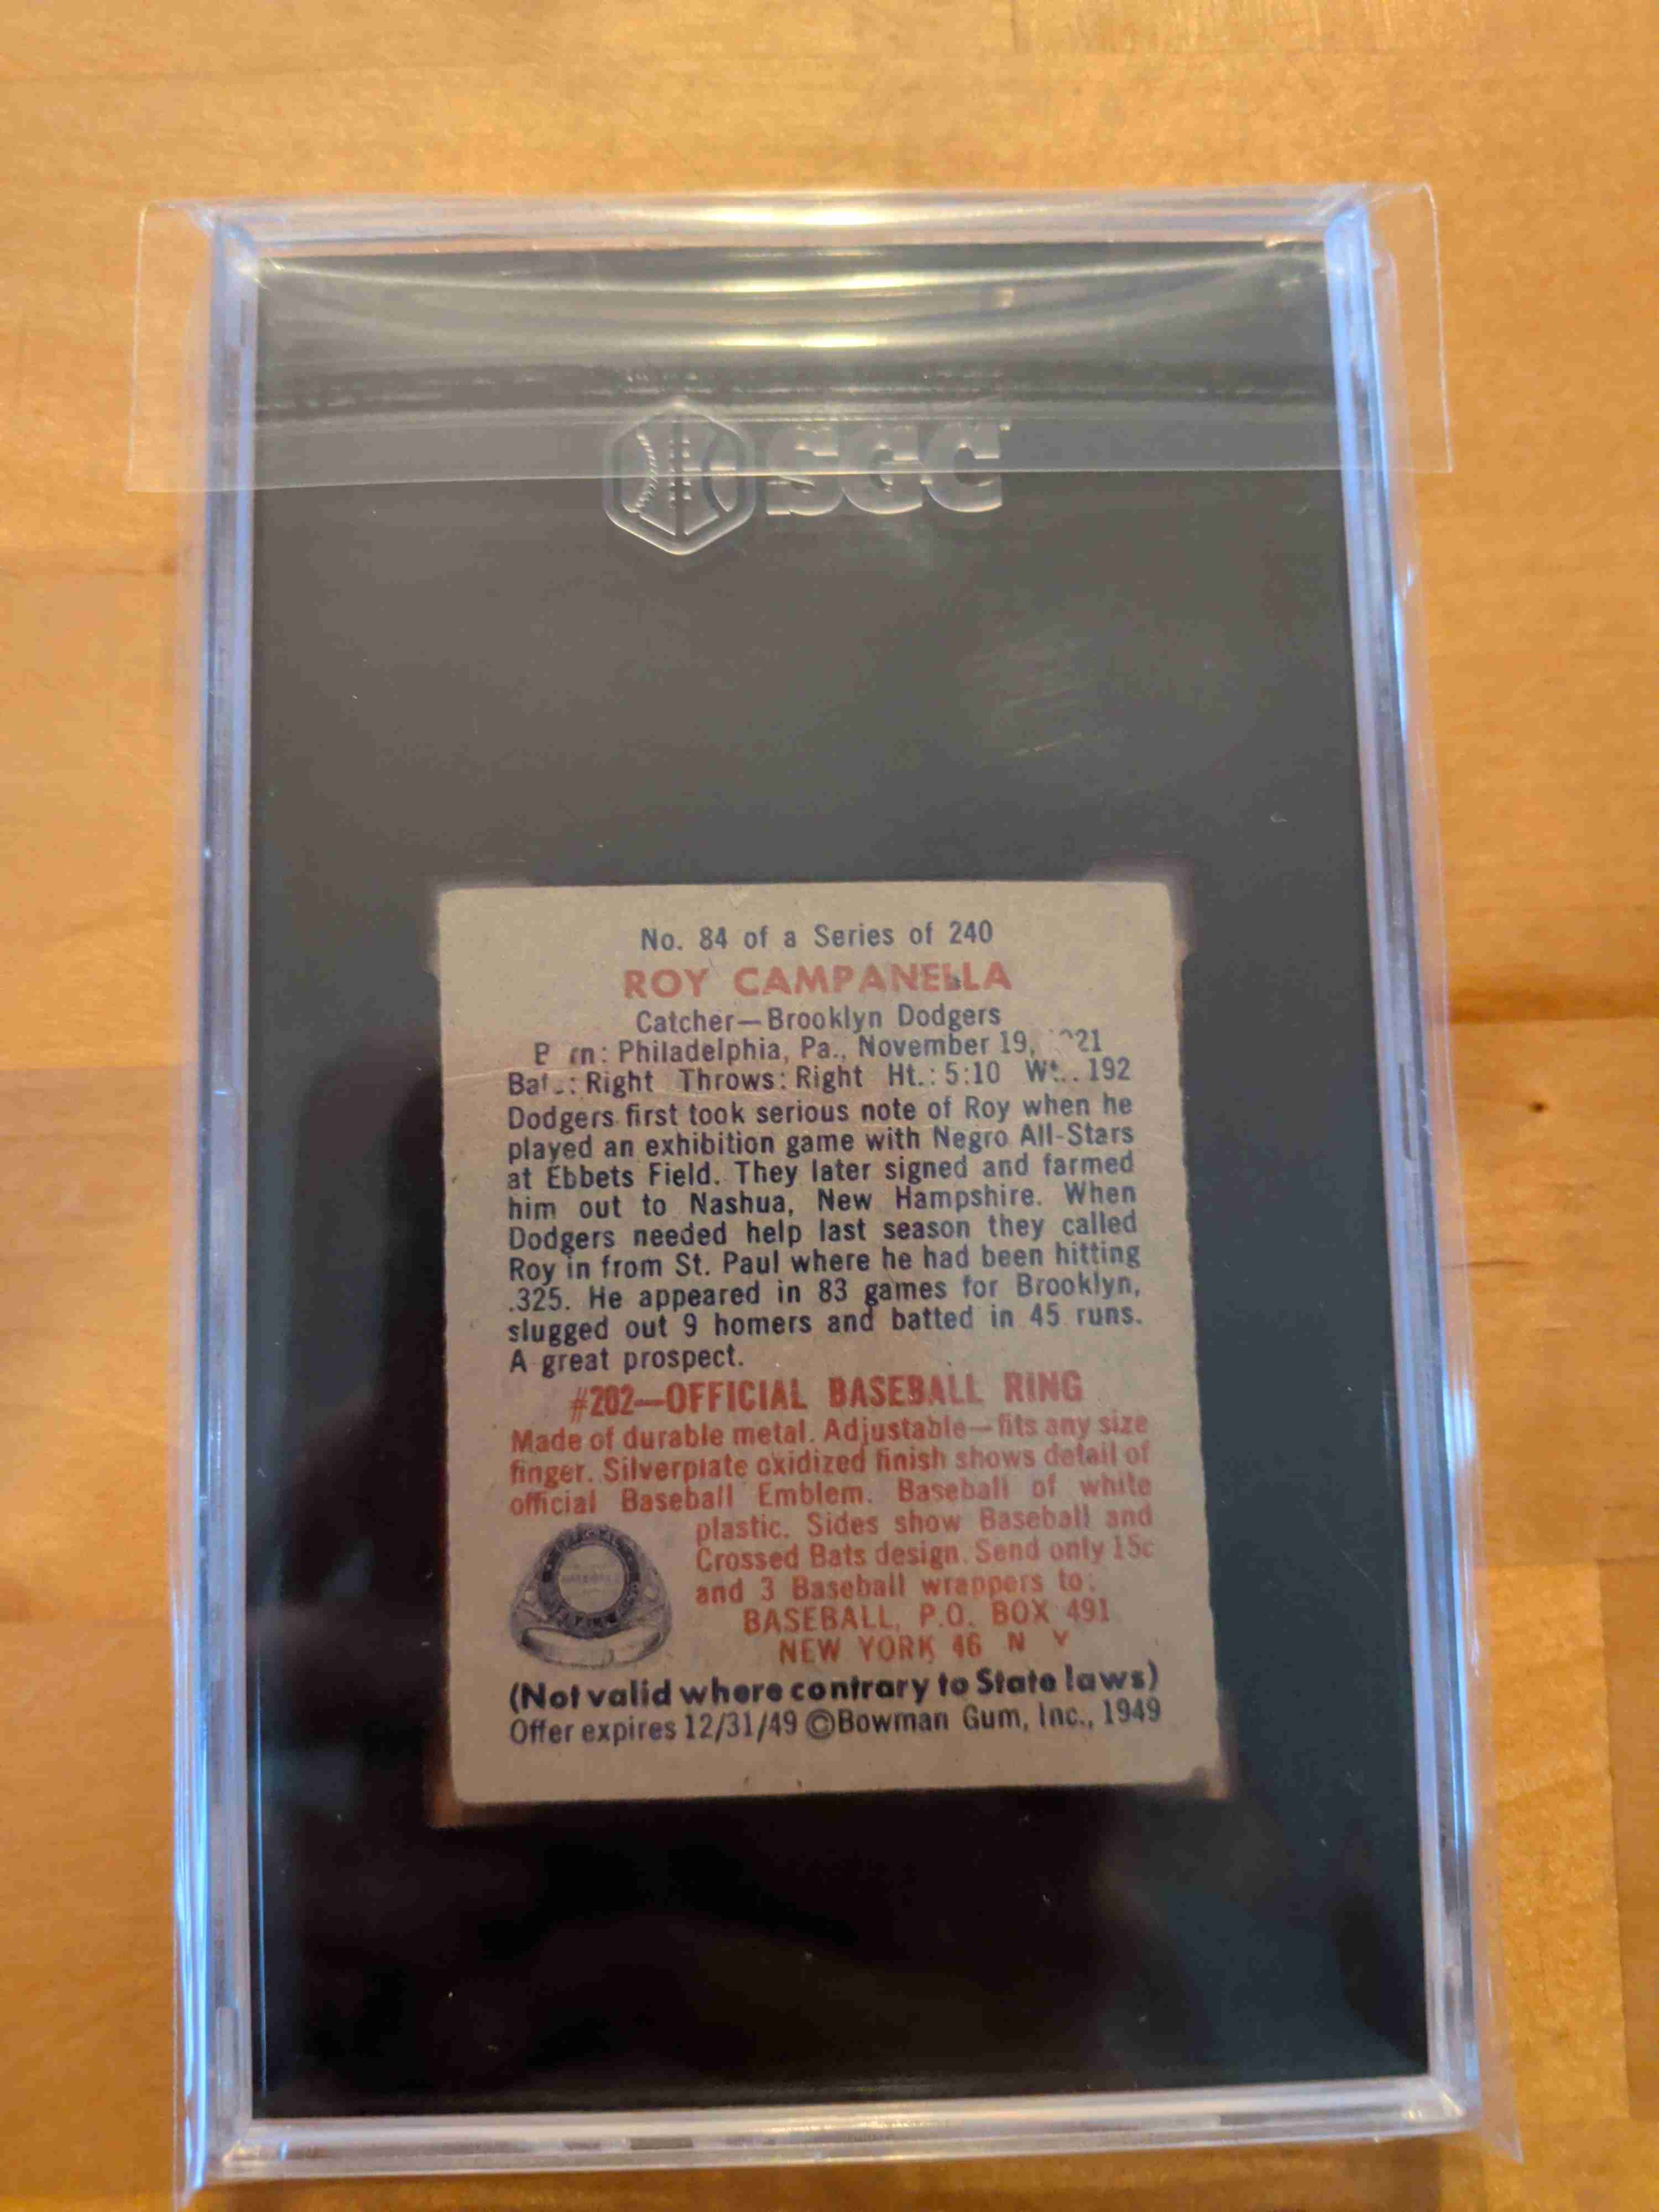 SGC
No. 84 of a Series of 240
ROY CAMPANELLA
Catcher—Brooklyn Dodgers
Philadelphia, Pa., November 19,
Right Throws: Right Ht.: 5:10 192
Dodgers first took serious note of Roy when he
played an exhibition game with Negro All-Stars
at Ebbets Field. They later signed and farmed
him out to Nashua, New Hampshire. When
Dodgers needed help last season they called
Roy in from St. Paul where he had been hitting
.325. He appeared in 83 games for Brooklyn,
slugged out 9 homers and batted in 45 runs.
A great prospect.
#202—OFFICIAL BASEBALL RING
Made of durable metal. Adjustable—fits any size
finger. Silverplate oxidized finish shows detail of
official Baseball Emblem. Baseball of white
plastic. Sides show Baseball and
Crossed Bats design. Send only 15c
and 3 Baseball wrappers to:
BASEBALL, P.O. BOX 491
NEW YORK 46 N Y
(Not valid where contrary to State laws)
Offer expires 12/31/49 ©Bowman Gum, Inc., 1949